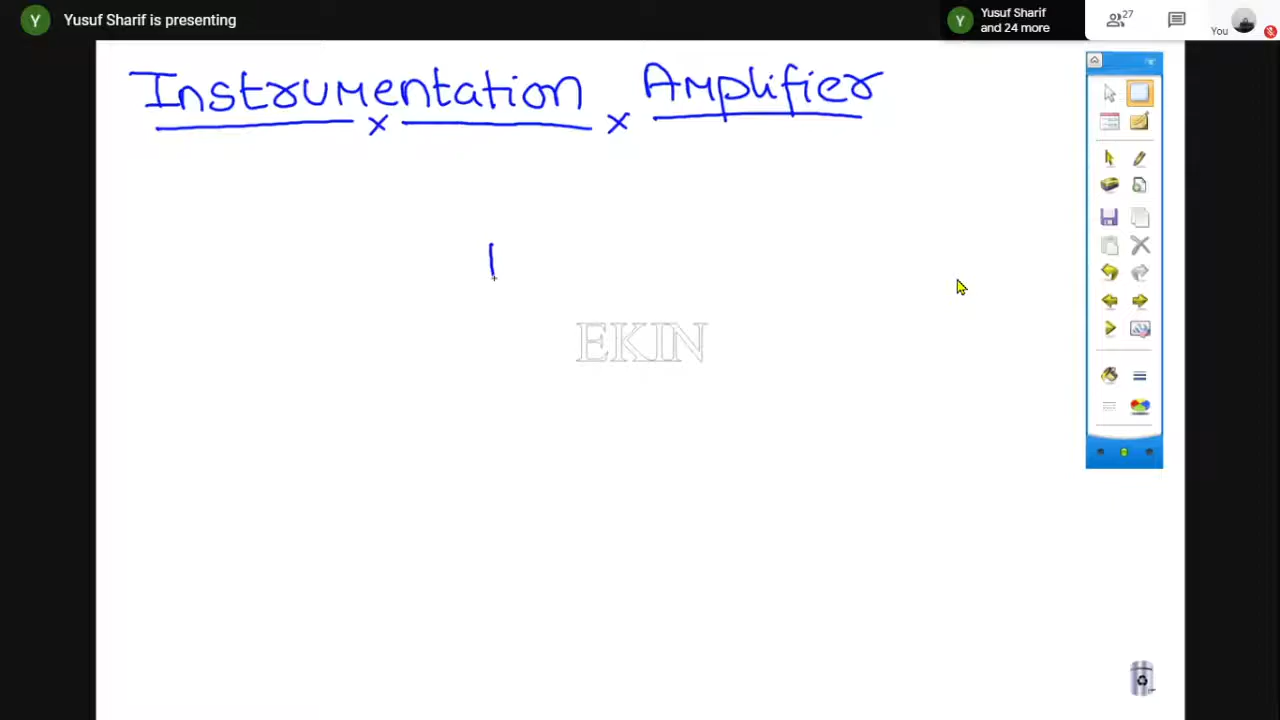 Y Yusuf Sharif is presenting
Y Yusuf Sharif
and 24 more
27
You
Instrumentation Amplifier
EKIN